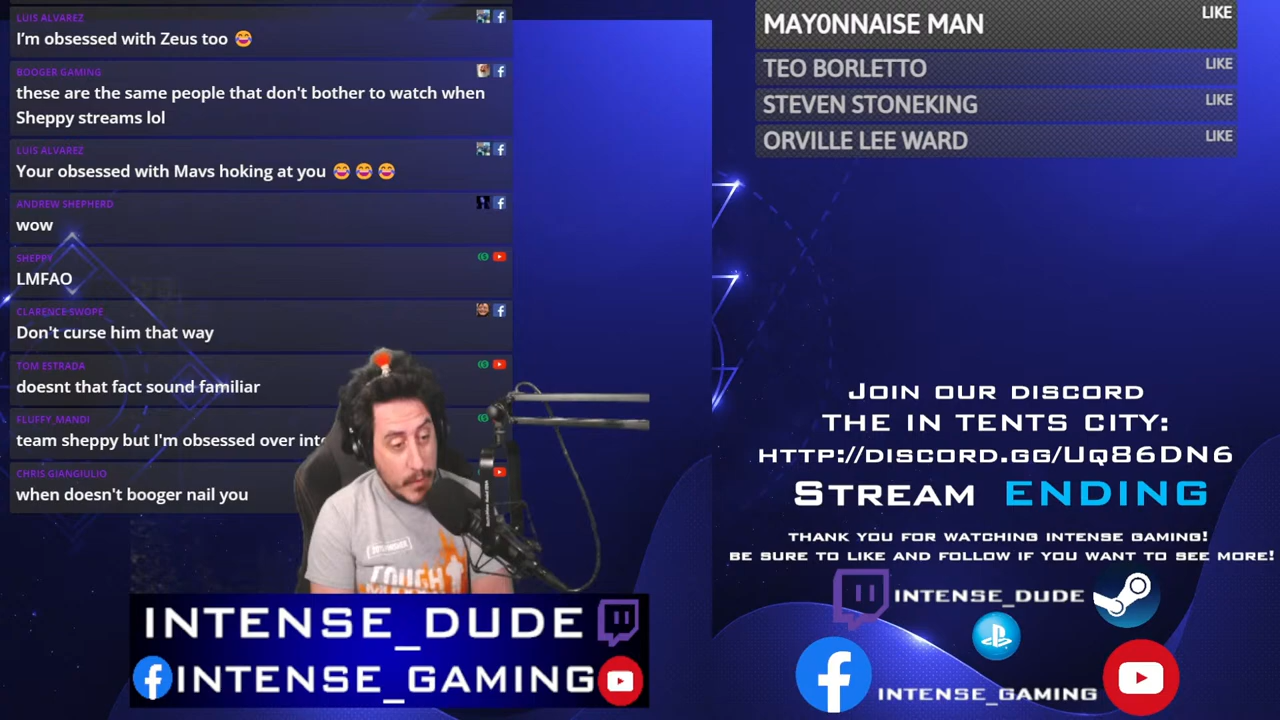 LUIS ALVAREZ
I'm obsessed with Zeus too 😂
BOOGER GAMING
these are the same people that don't bother to watch when
Sheppy streams lol
LUIS ALVAREZ
Your obsessed with Mavs hoking at you 😂 😂 😂
ANDREW SHEPHERD
wow
SHEPPY
LMFAO
CLARENCE SWOPE
Don't curse him that way
TOM ESTRADA
doesnt that fact sound familiar
FLUFFY_MANDI
team sheppy but I'm obsessed over
CHRIS GIANGIULIO
when doesn't booger nail you
TOUGH
INTENSE_DUDE
INTENSE_GAMING
MAY0NNAISE MAN LIKE
TEO BORLETTO LIKE
STEVEN STONEKING LIKE
ORVILLE LEE WARD LIKE
JOIN OUR DISCORD
THE IN TENTS CITY:
HTTP://DISCORD.GG/UQ86DN6
STREAM ENDING
THANK YOU FOR WATCHING INTENSE GAMING!
BE SURE TO LIKE AND FOLLOW IF YOU WANT TO SEE MORE!
INTENSE_DUDE
INTENSE_GAMING